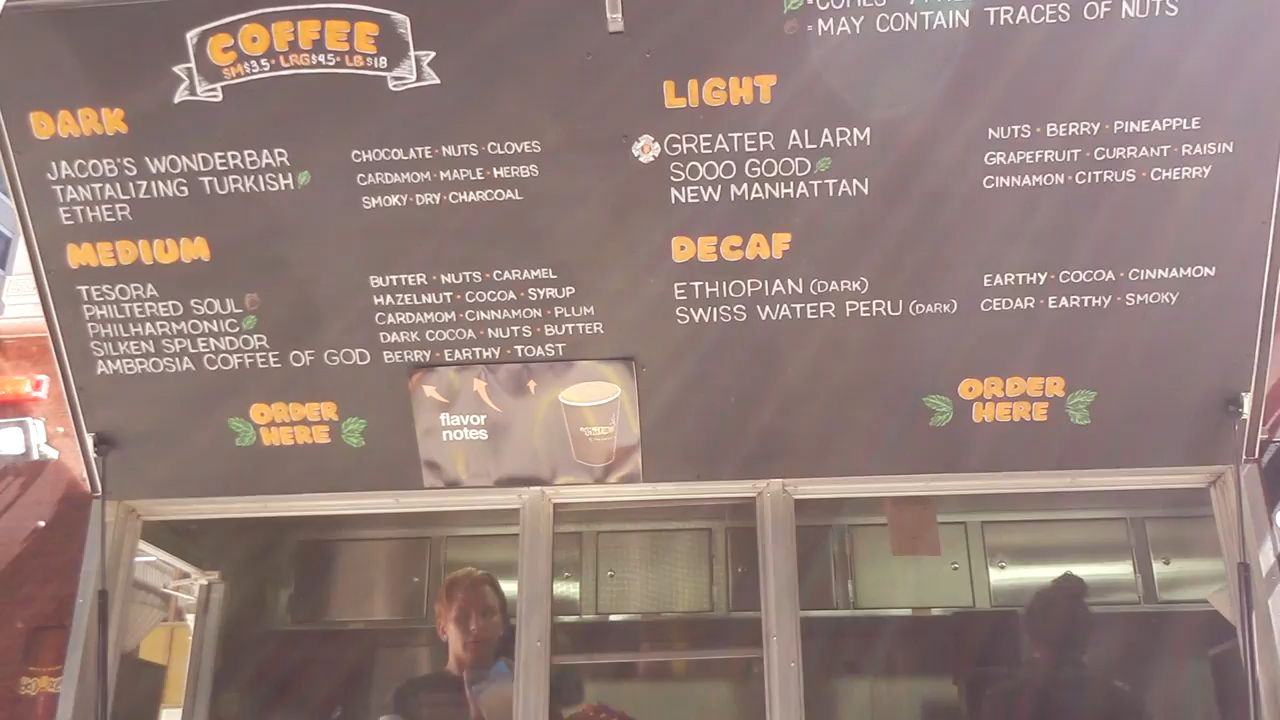 COFFEE
SM $3.5 · LRG $4.5 · LB $18
DARK
JACOB'S WONDERBAR CHOCOLATE · NUTS · CLOVES
TANTALIZING TURKISH CARDAMOM · MAPLE · HERBS
ETHER SMOKY · DRY · CHARCOAL
MEDIUM
TESORA BUTTER · NUTS · CARAMEL
PHILTERED SOUL HAZELNUT · COCOA · SYRUP
PHILHARMONIC CARDAMOM · CINNAMON · PLUM
SILKEN SPLENDOR DARK COCOA · NUTS · BUTTER
AMBROSIA COFFEE OF GOD BERRY · EARTHY · TOAST
ORDER
HERE
flavor
notes
= MAY CONTAIN TRACES OF NUTS
LIGHT
GREATER ALARM NUTS · BERRY · PINEAPPLE
SOOO GOOD GRAPEFRUIT · CURRANT · RAISIN
NEW MANHATTAN CINNAMON · CITRUS · CHERRY
DECAF
ETHIOPIAN (DARK) EARTHY · COCOA · CINNAMON
SWISS WATER PERU (DARK) CEDAR · EARTHY · SMOKY
ORDER
HERE